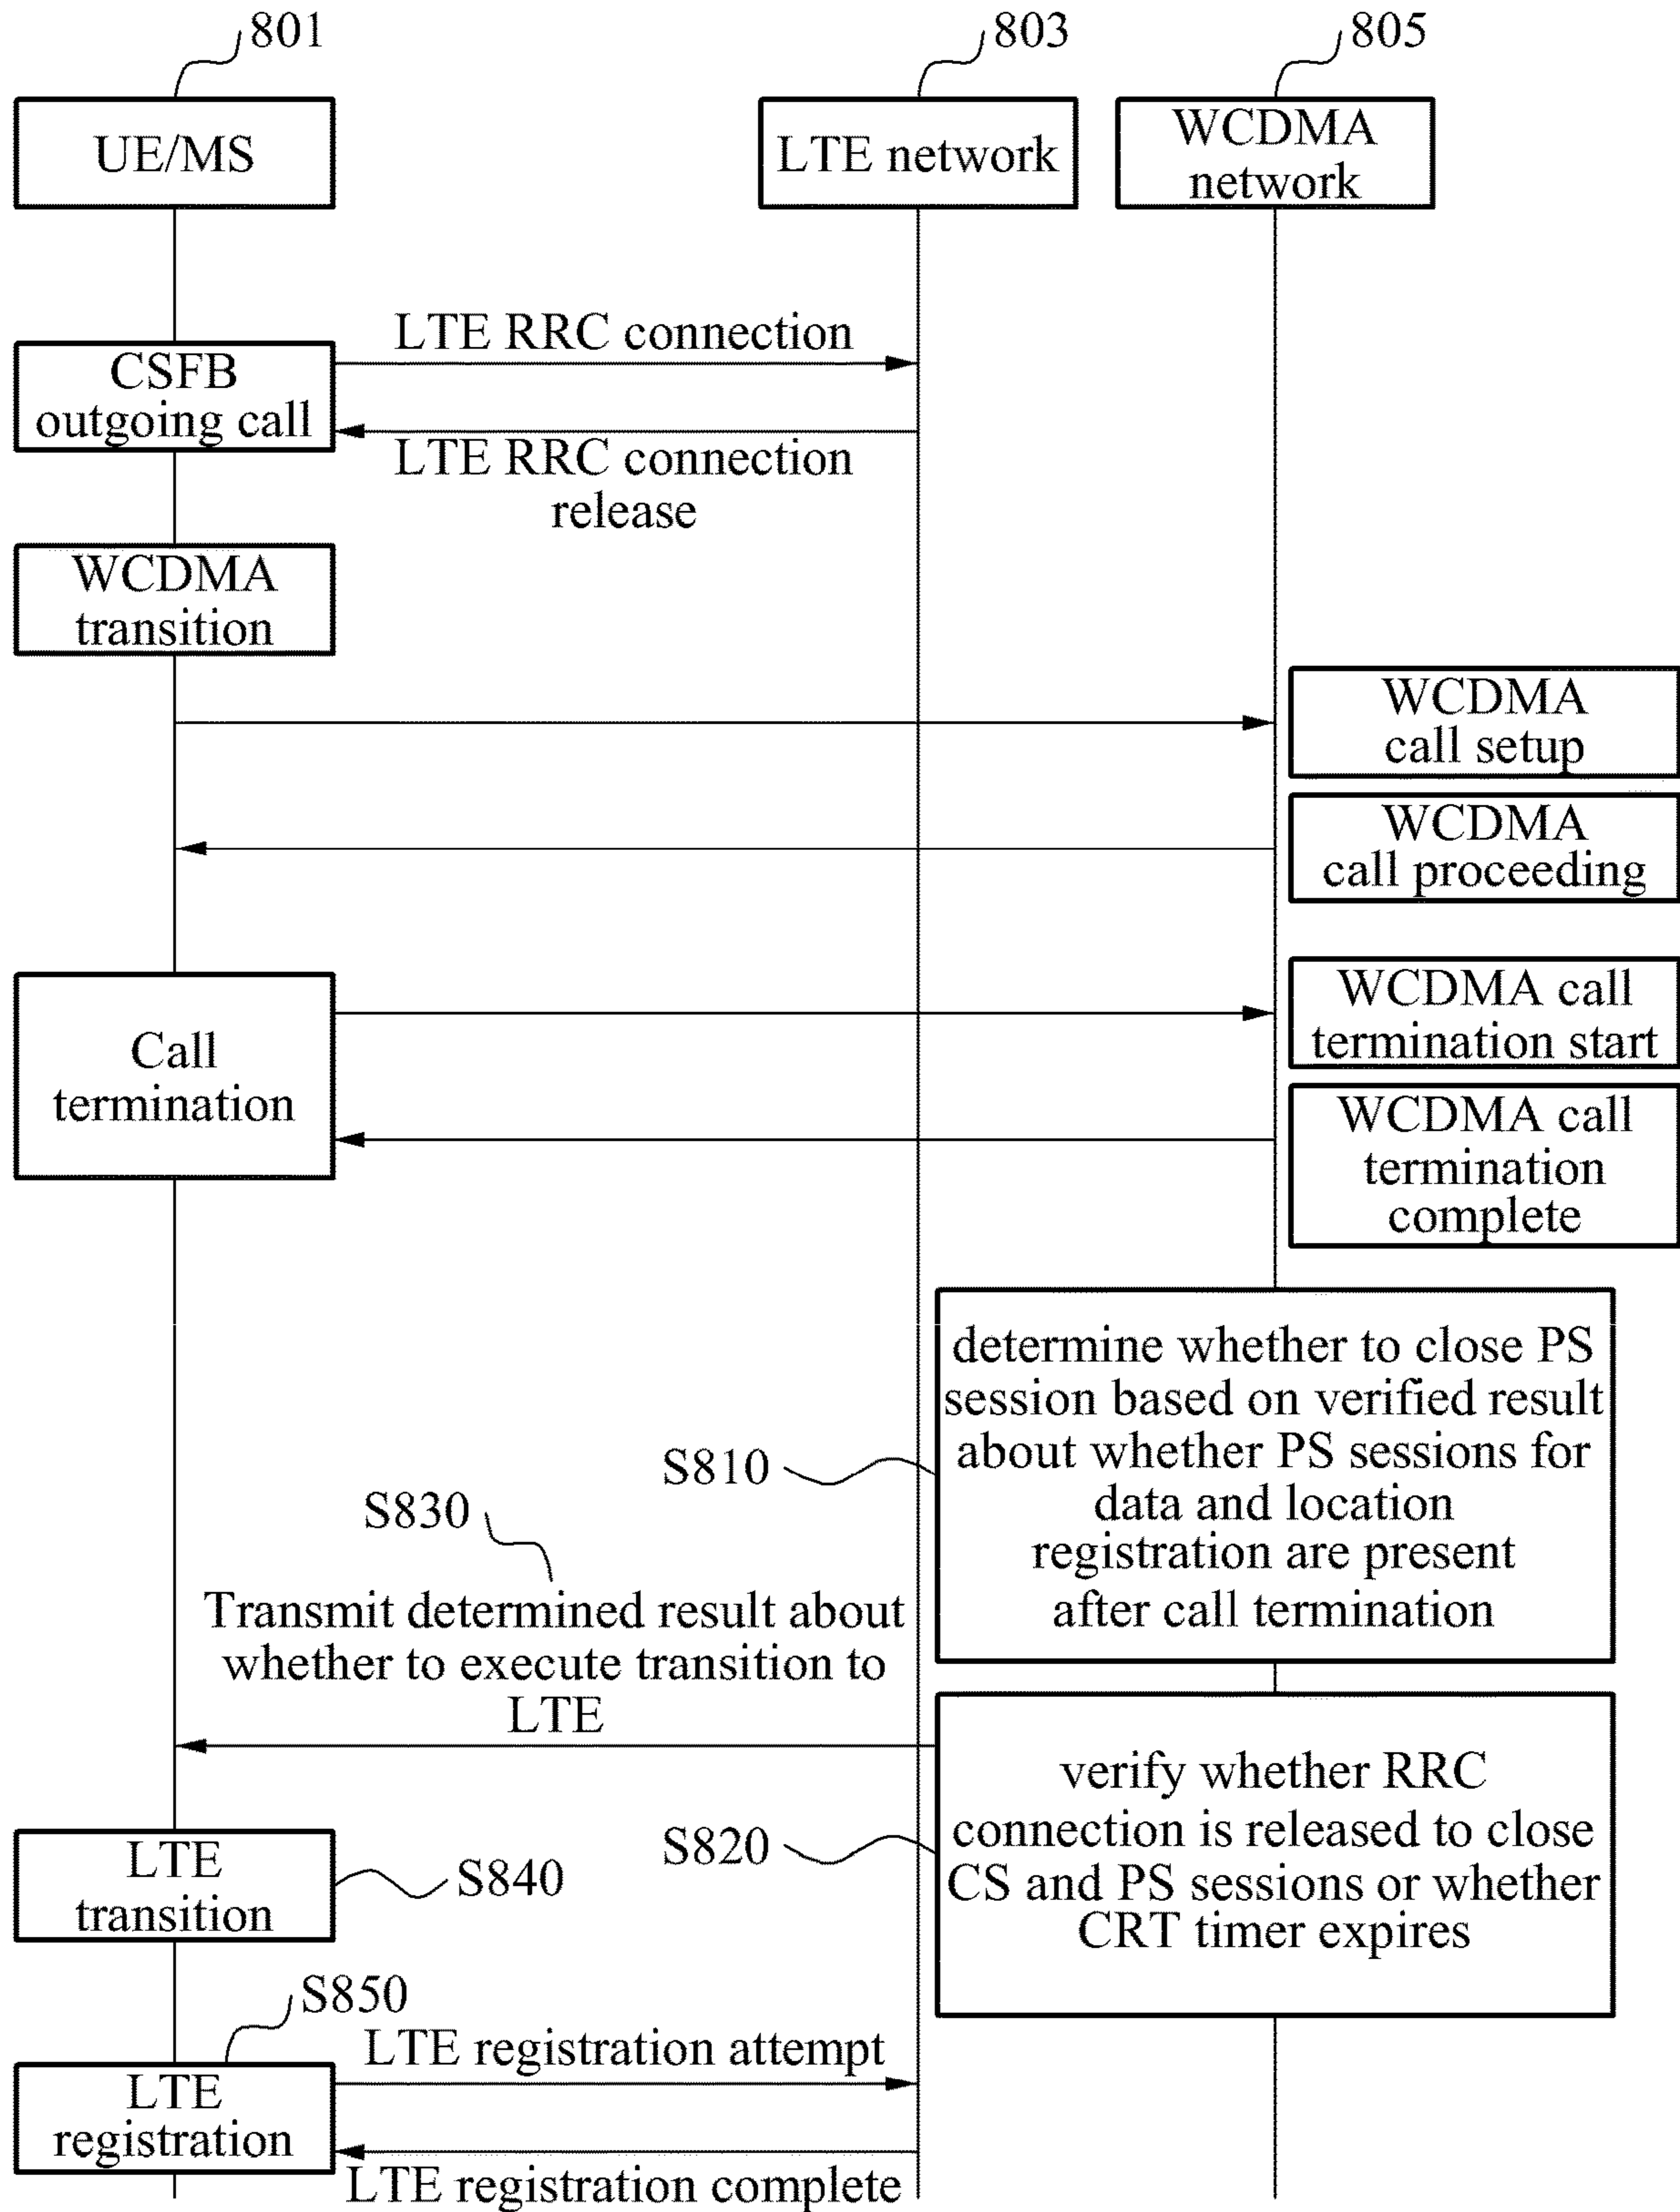 801
803
805
UE/MS
LTE network
WCDMA
network
LTE RRC connection
CSFB
outgoing call
LTE RRC connection
release
WCDMA
transition
WCDMA
call setup
WCDMA
call proceeding
WCDMA call
termination start
Call
termination
WCDMA call
termination
complete
determine whether to close PS
session based on verified result
about whether PS sessions for
data and location
registration are present
after call termination
S810
S830
Transmit determined result about
whether to execute transition to
LTE
verify whether RRC
connection is released to close
CS and PS sessions or whether
CRT timer expires
S820
LTE
transition
S840
S850
LTE registration attempt
LTE
registration
LTE registration complete